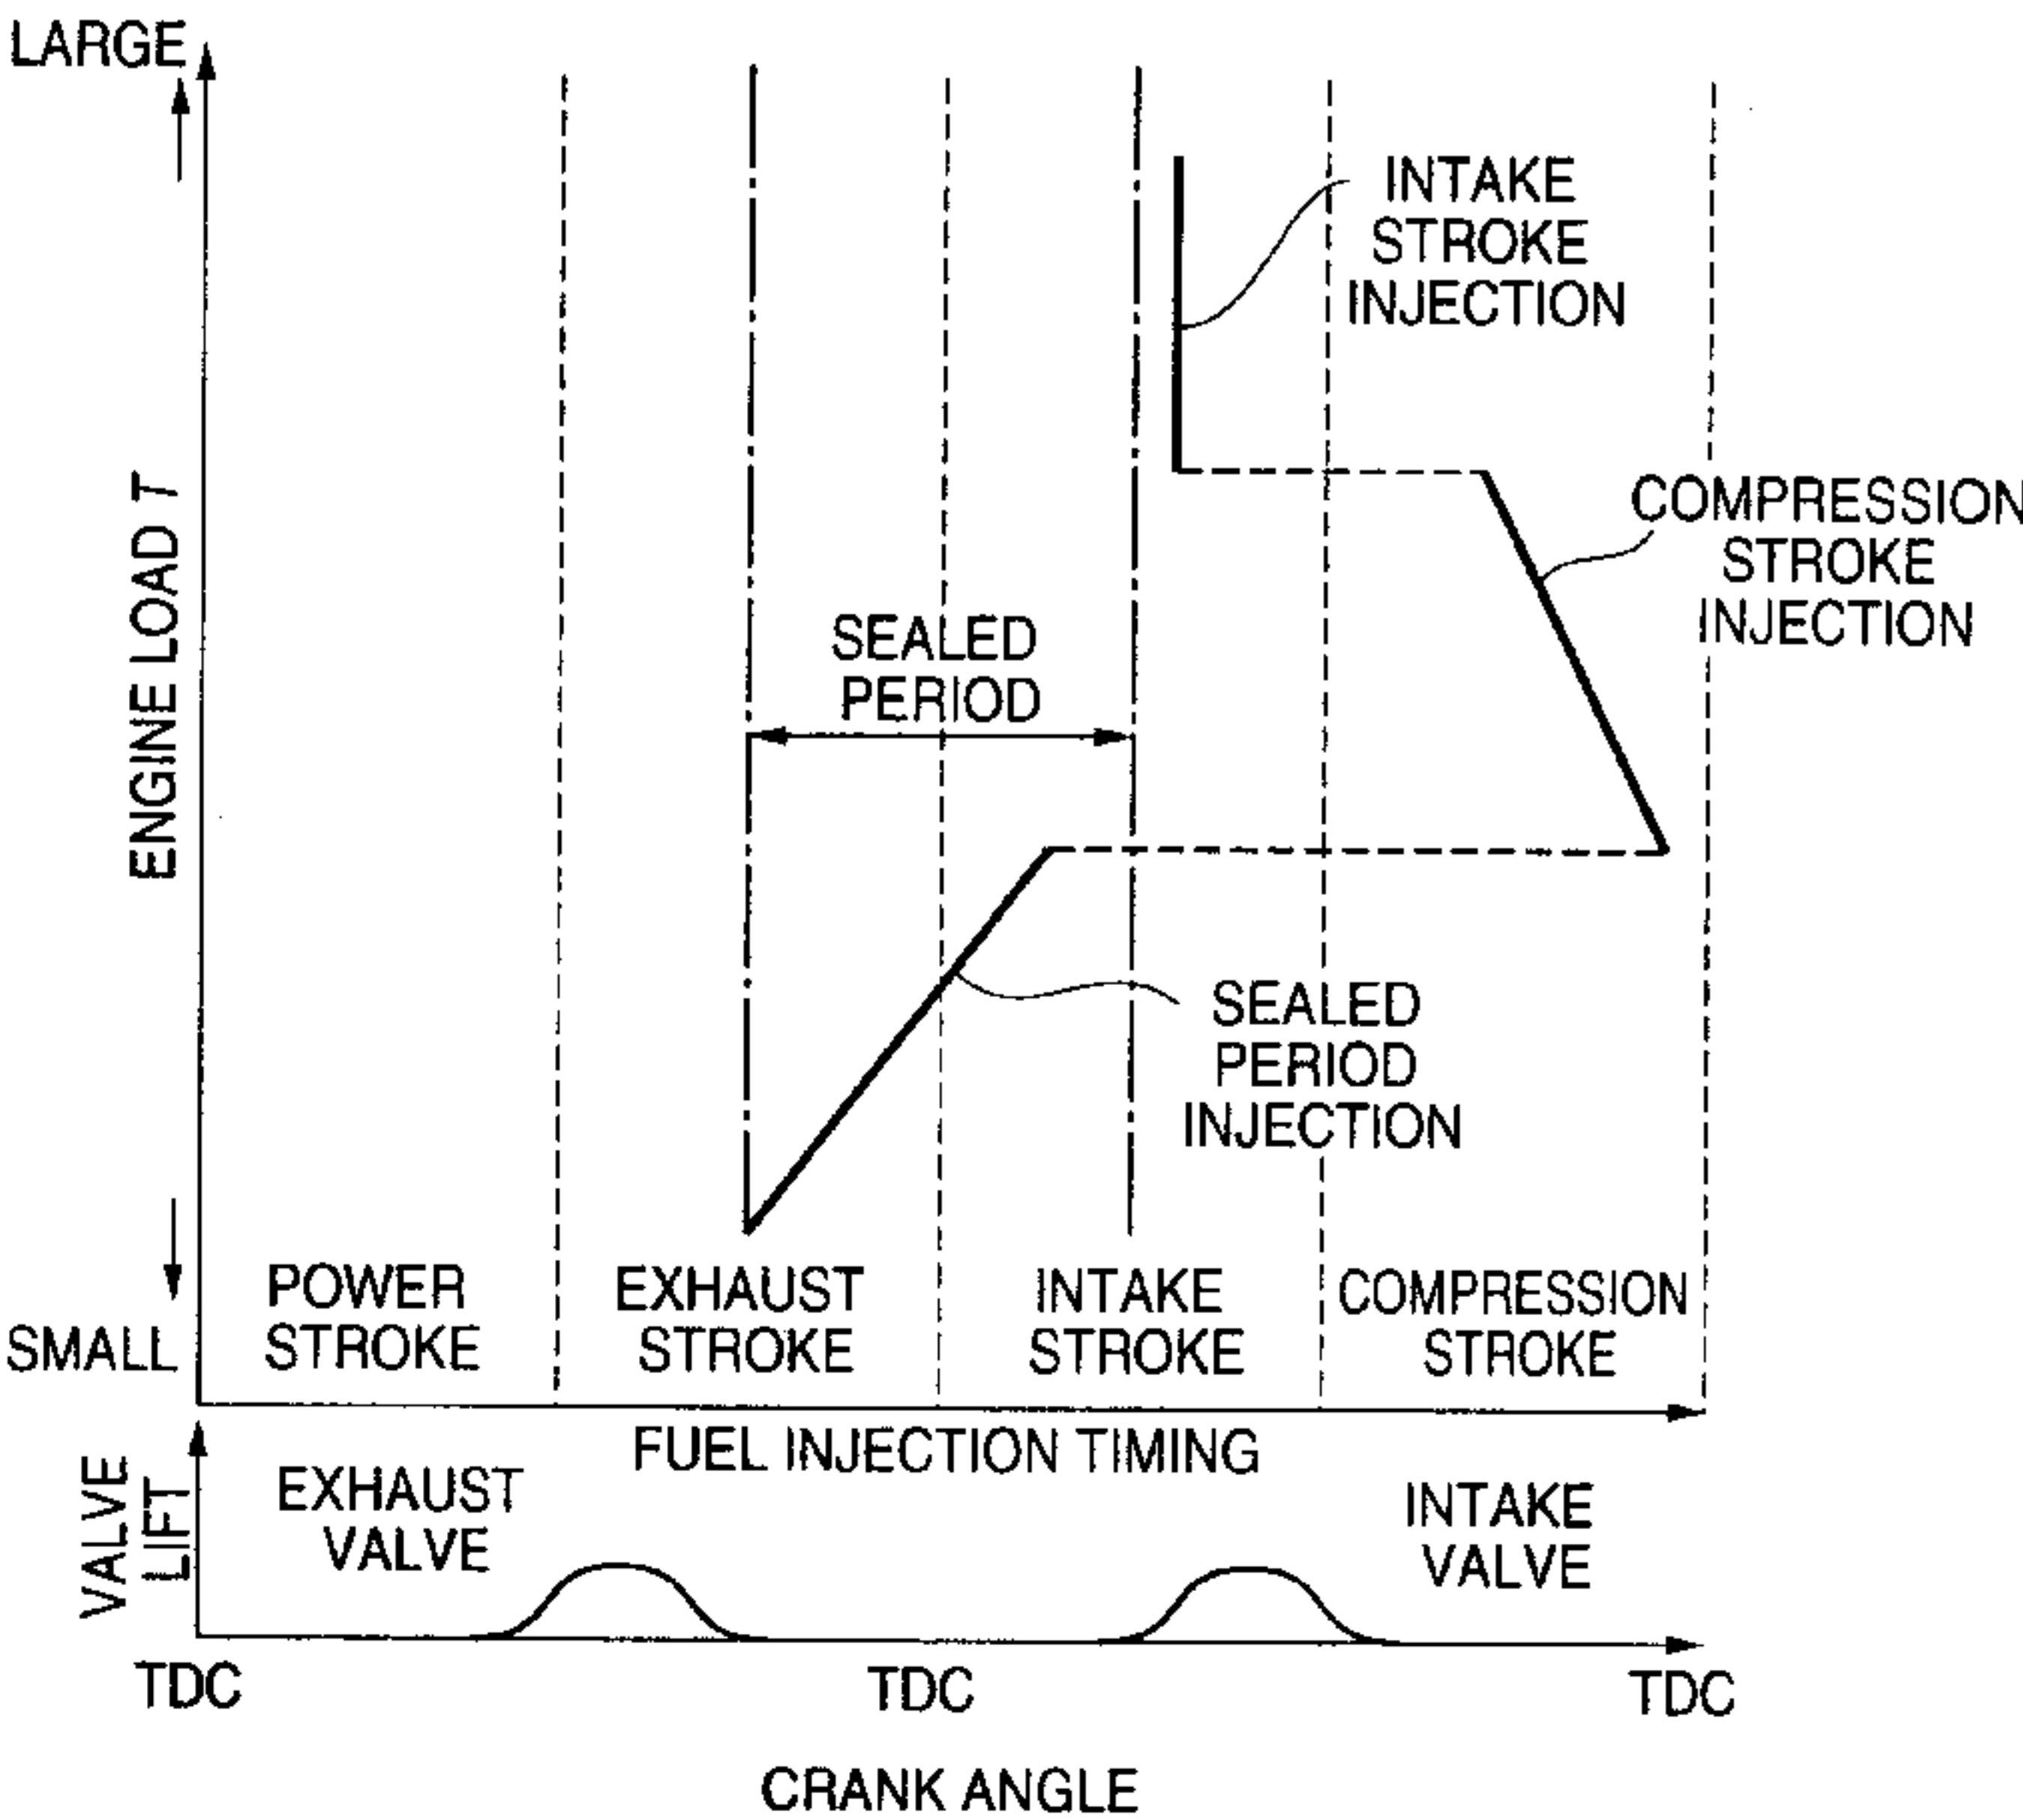 LARGE
INTAKE
STROKE
INJECTION
ENGINE LOAD T
COMPRESSION
STROKE
INJECTION
SEALED
PERIOD
SEALED
PERIOD
INJECTION
SMALL
POWER
STROKE
EXHAUST
STROKE
INTAKE
STROKE
COMPRESSION
STROKE
FUEL INJECTION TIMING
VALVE
LIFT
EXHAUST
VALVE
INTAKE
VALVE
TDC
TDC
TDC
CRANK ANGLE